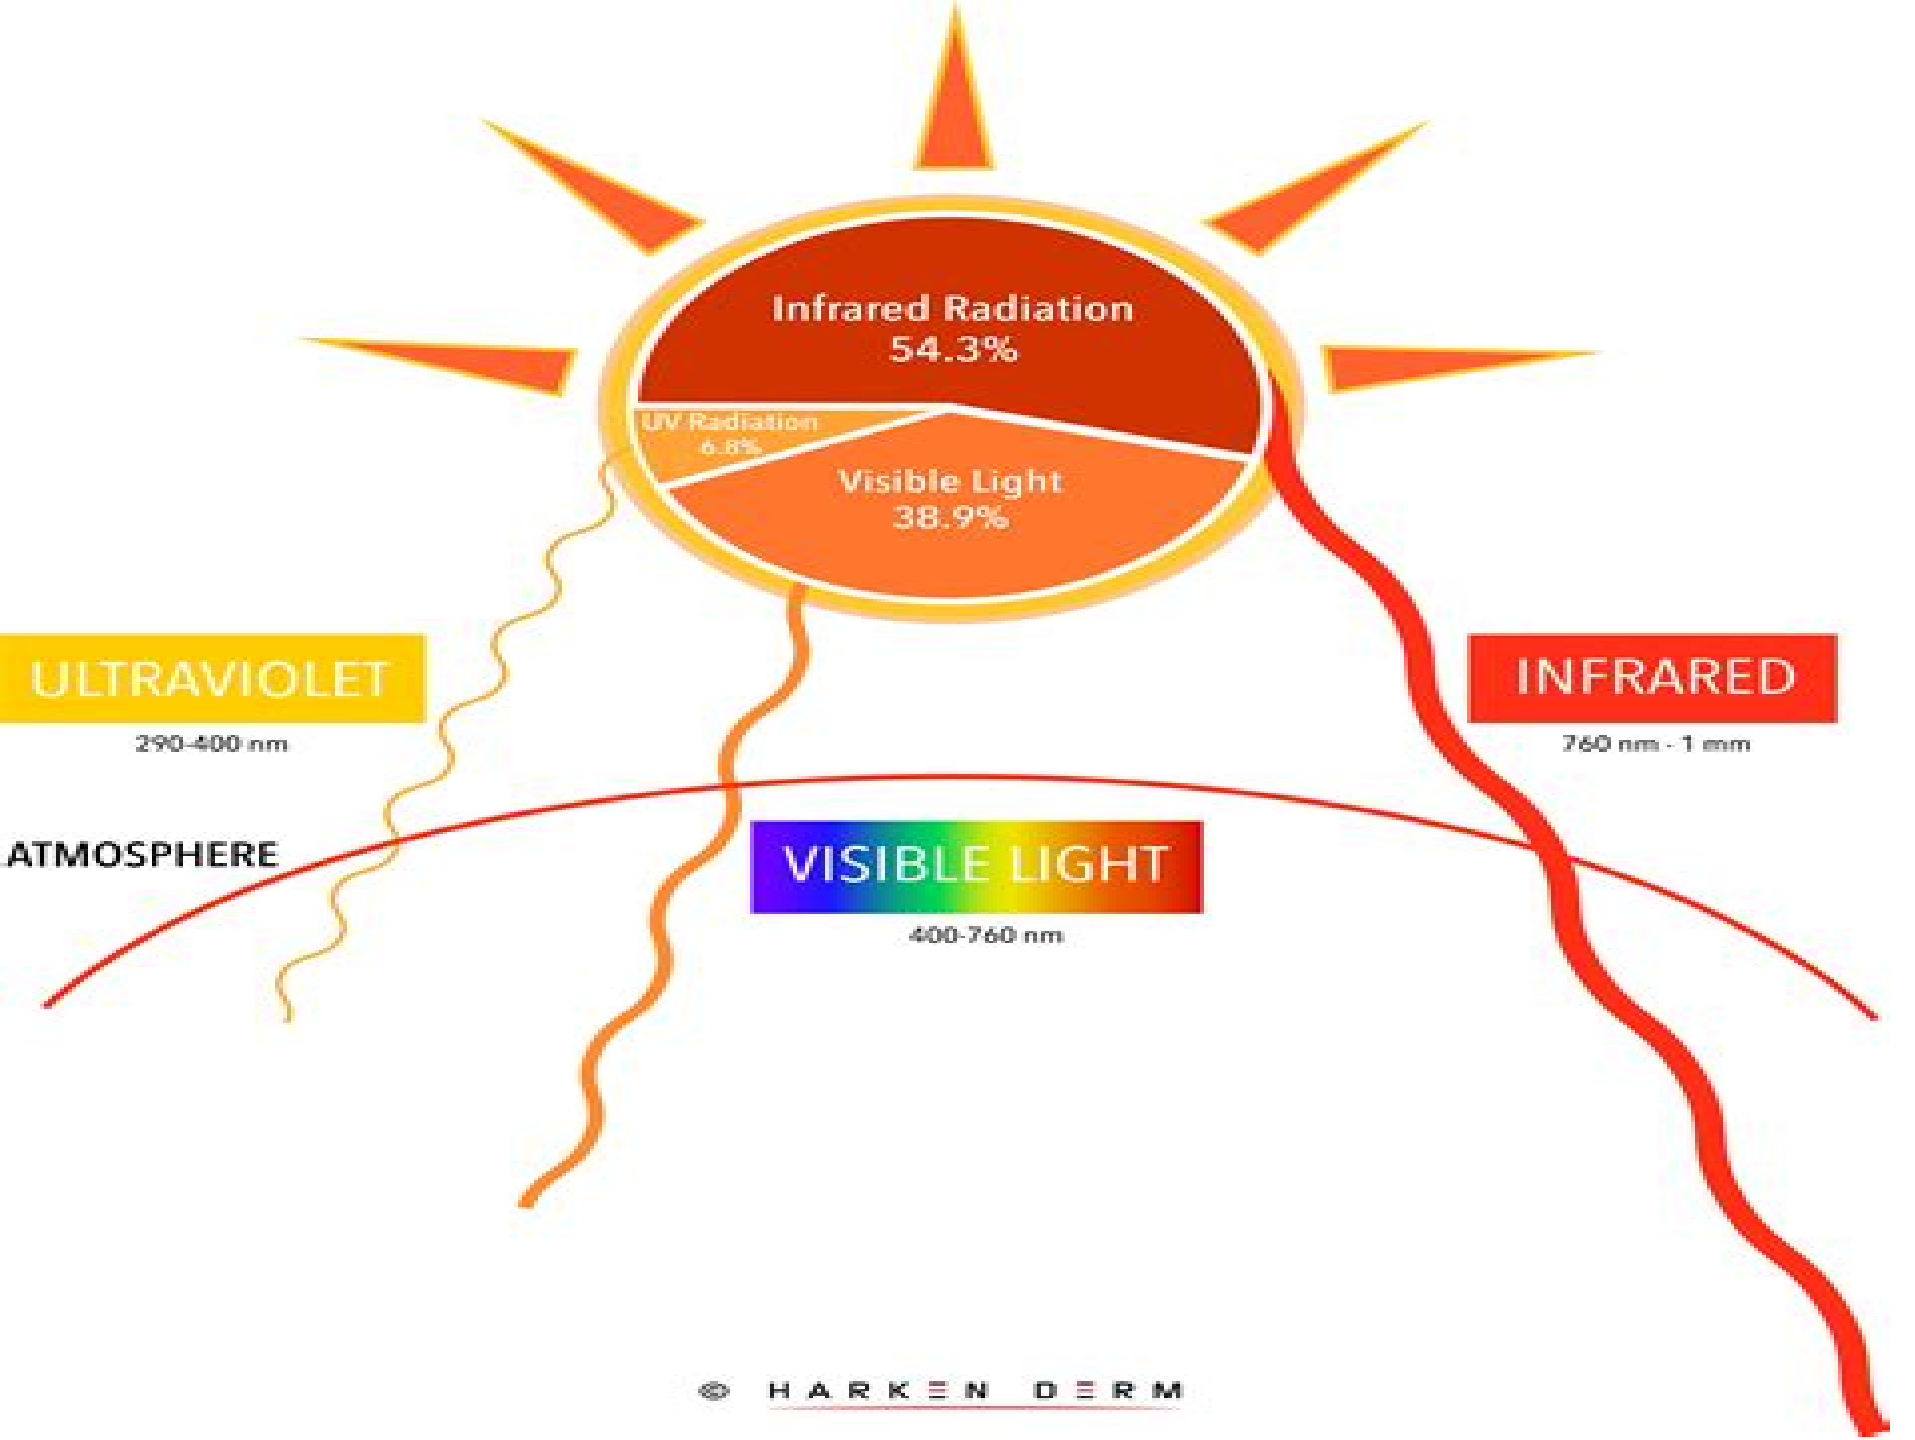 Infrared Radiation
54.3%
UV Radiation
6.8%
Visible Light
38.9%
ULTRAVIOLET
290-400 nm
INFRARED
760 nm - 1 mm
ATMOSPHERE
VISIBLE LIGHT
400-760 nm
© HARKEN DERM